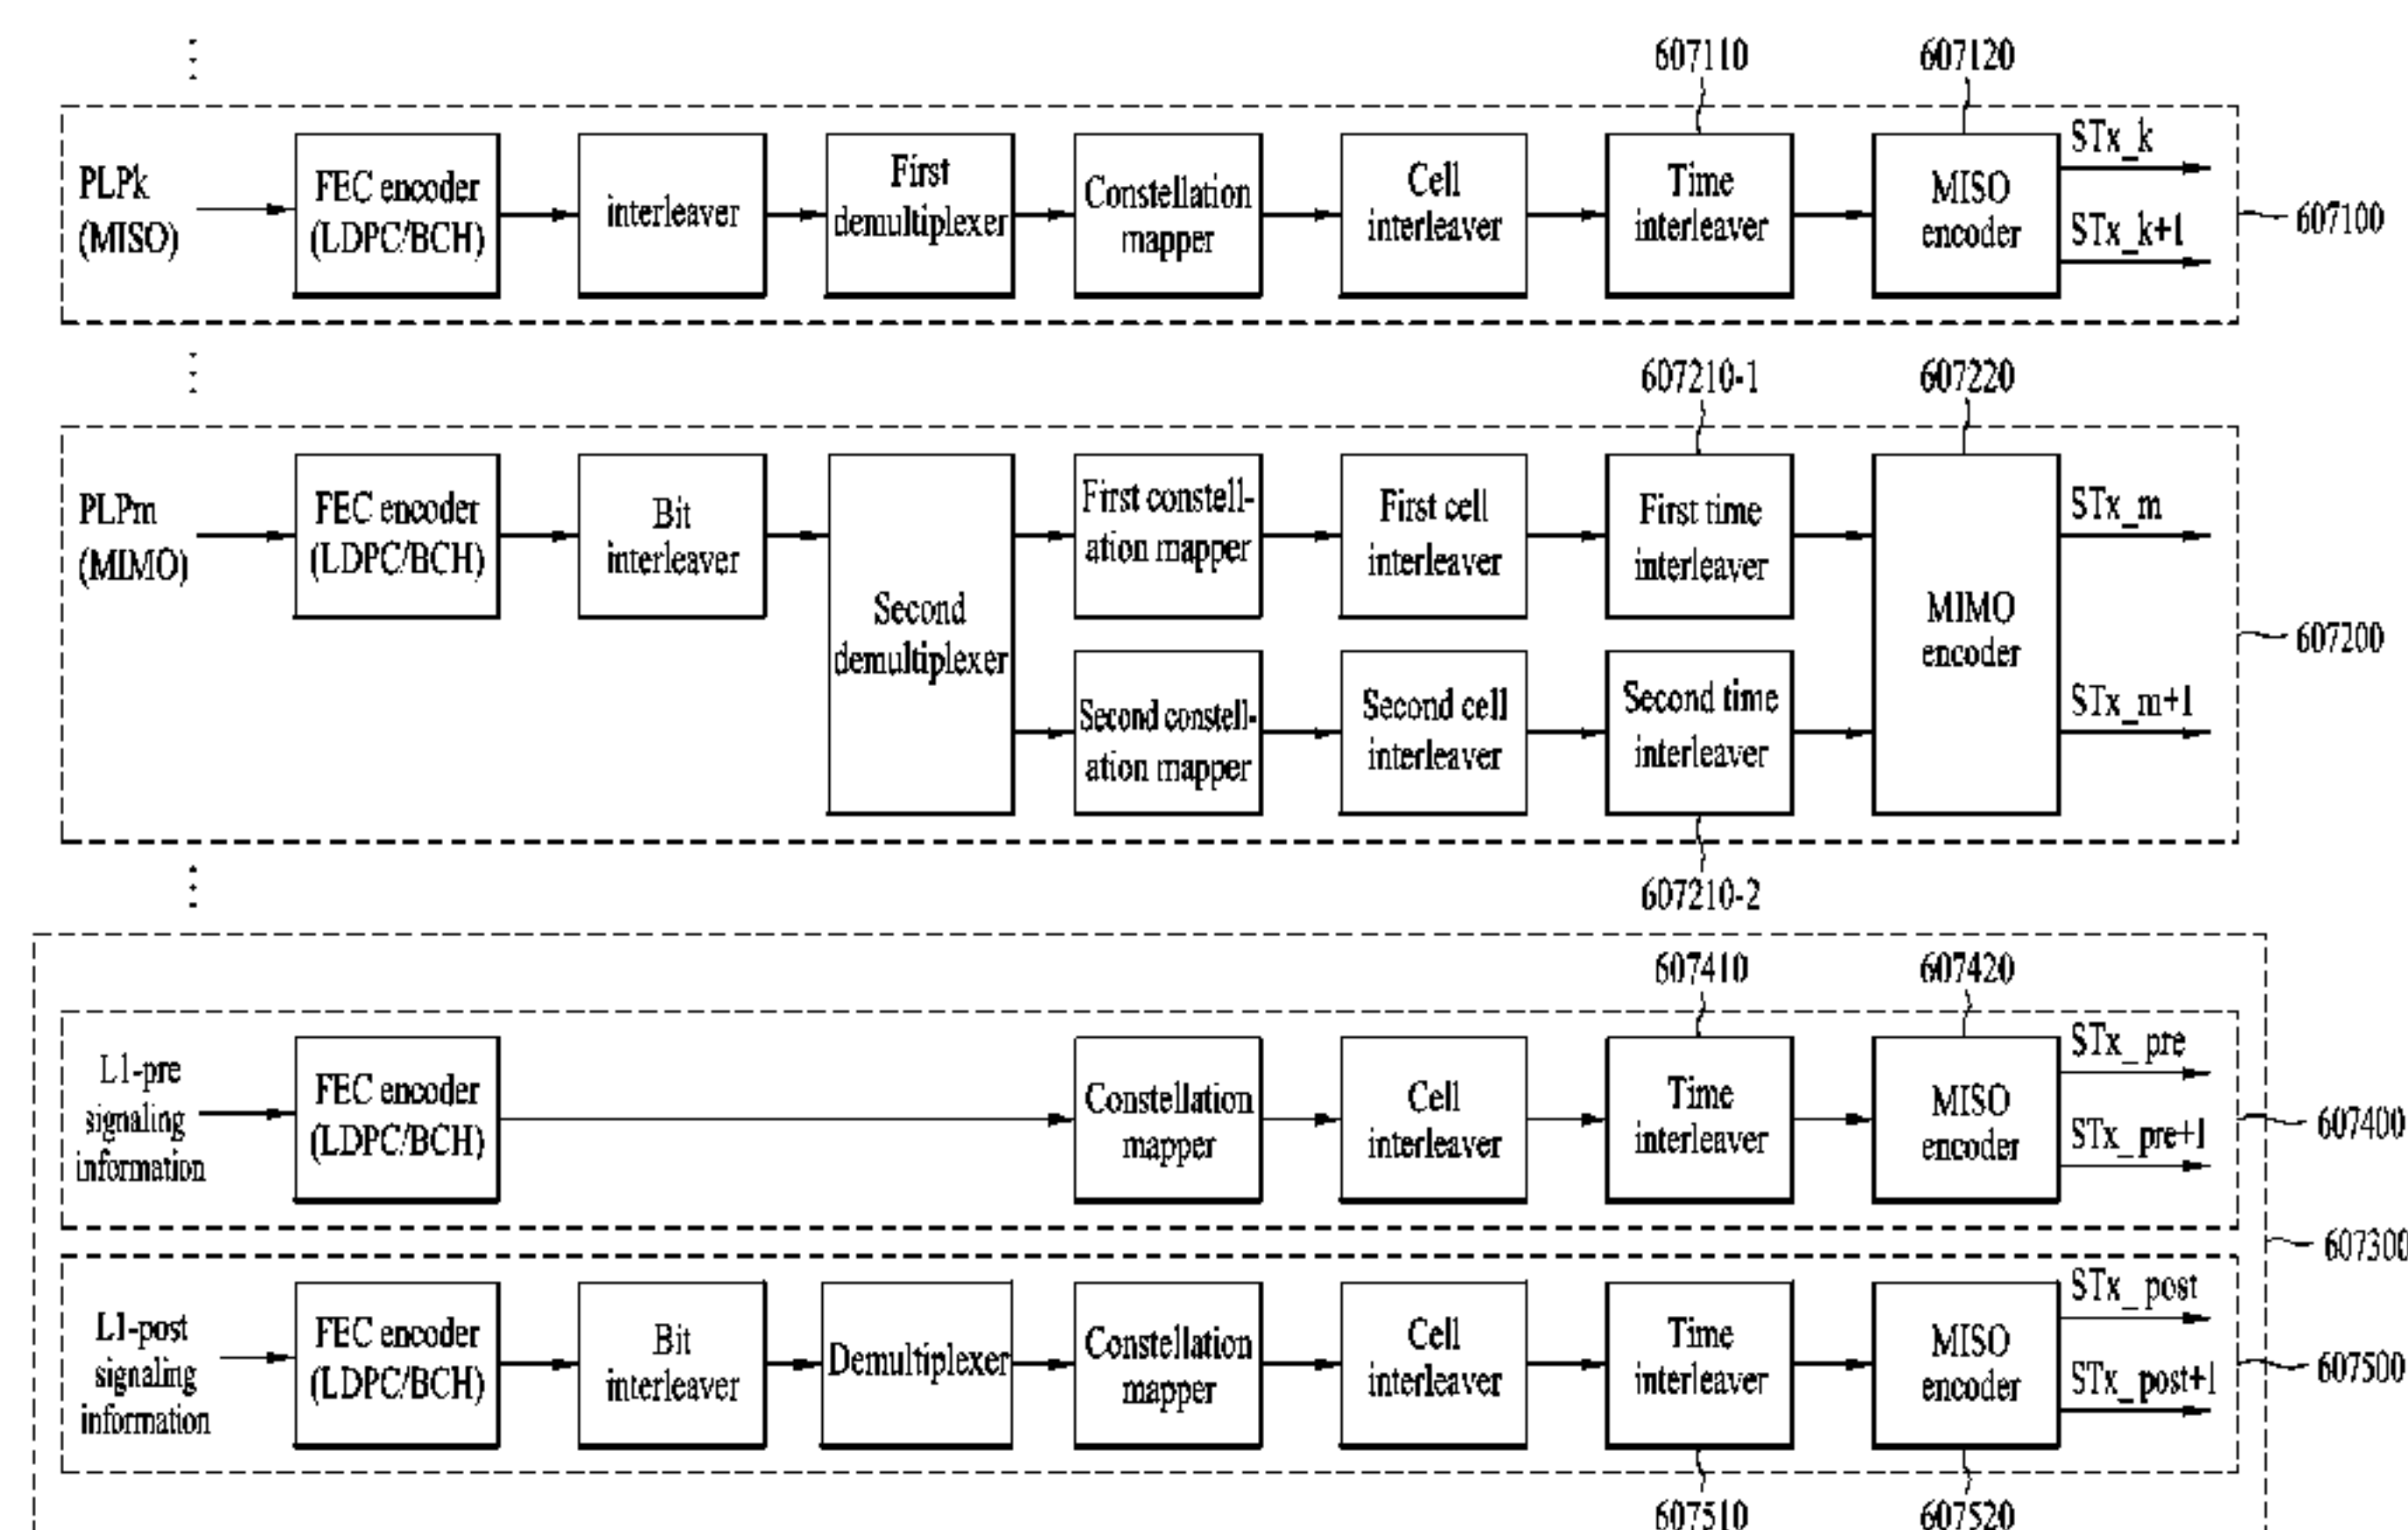 607110
607120
PLPk
(MISO)
FEC encoder
(LDPC/BCH)
interleaver
First
demultiplexer
Constellation
mapper
Cell
interleaver
Time
interleaver
MISO
encoder
STx_k
STx_k+1
607100
607210-1
607220
PLPm
(MIMO)
FEC encoder
(LDPC/BCH)
Bit
interleaver
Second
demultiplexer
First constell-
ation mapper
First cell
interleaver
First time
interleaver
Second constell-
ation mapper
Second cell
interleaver
Second time
interleaver
MIMO
encoder
STx_m
STx_m+1
607200
607210-2
607410
607420
L1-pre
signaling
information
FEC encoder
(LDPC/BCH)
Constellation
mapper
Cell
interleaver
Time
interleaver
MISO
encoder
STx_pre
STx_pre+1
607400
607300
L1-post
signaling
information
FEC encoder
(LDPC/BCH)
Bit
interleaver
Demultiplexer
Constellation
mapper
Cell
interleaver
Time
interleaver
MISO
encoder
STx_post
STx_post+1
607500
607510
607520